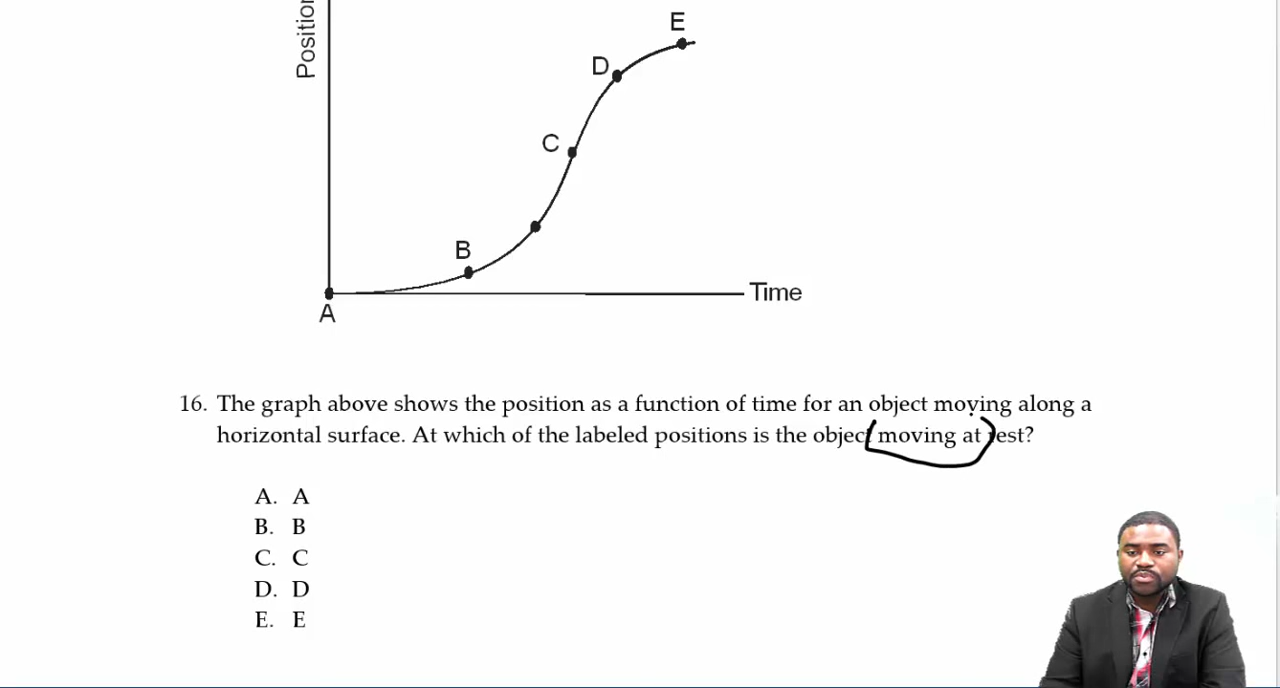 Position
E
D
C
B
Time
A
16. The graph above shows the position as a function of time for an object moving along a
horizontal surface. At which of the labeled positions is the object moving at rest?
A. A
B. B
C. C
D. D
E. E